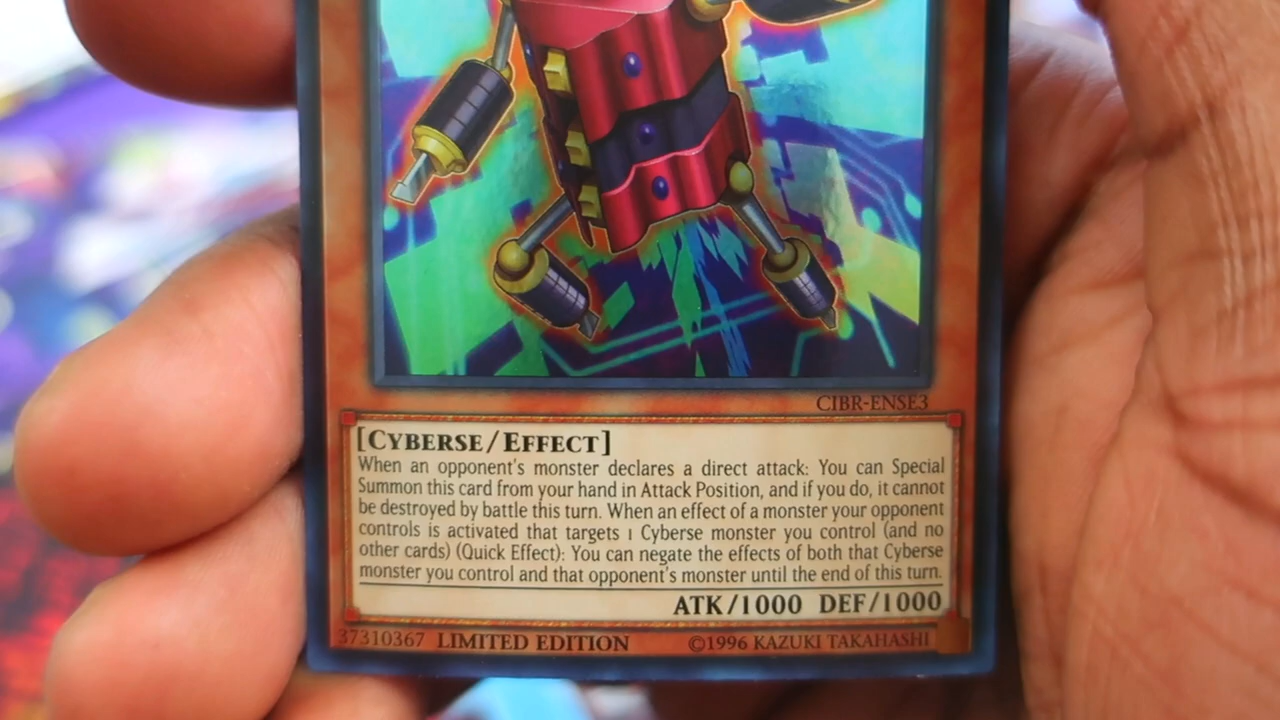 CIBR-ENSE3
[CYBERSE/EFFECT]
When an opponent's monster declares a direct attack: You can Special
Summon this card from your hand in Attack Position, and if you do, it cannot
be destroyed by battle this turn. When an effect of a monster your opponent
controls is activated that targets 1 Cyberse monster you control (and no
other cards) (Quick Effect): You can negate the effects of both that Cyberse
monster you control and that opponent's monster until the end of this turn.
ATK/1000 DEF/1000
37310367 LIMITED EDITION ©1996 KAZUKI TAKAHASHI